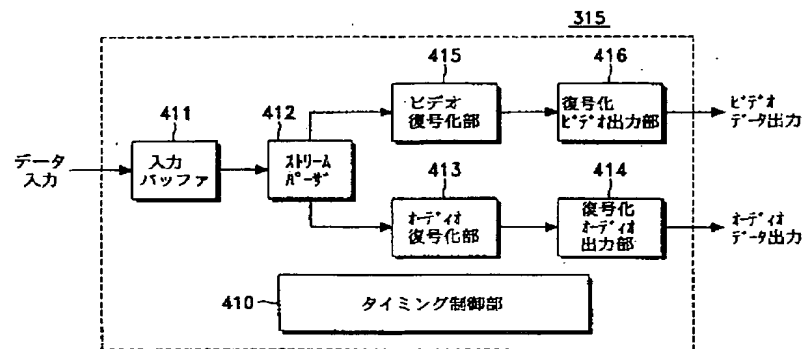 315
415
416
ビデオ
復号化部
復号化
ビデオ出力部
ビデオ
データ出力
411
412
データ
入力
入力
バッファ
ストリーム
パーザ
413
414
オーディオ
復号化部
復号化
オーディオ
出力部
オーディオ
データ出力
410
タイミング制御部